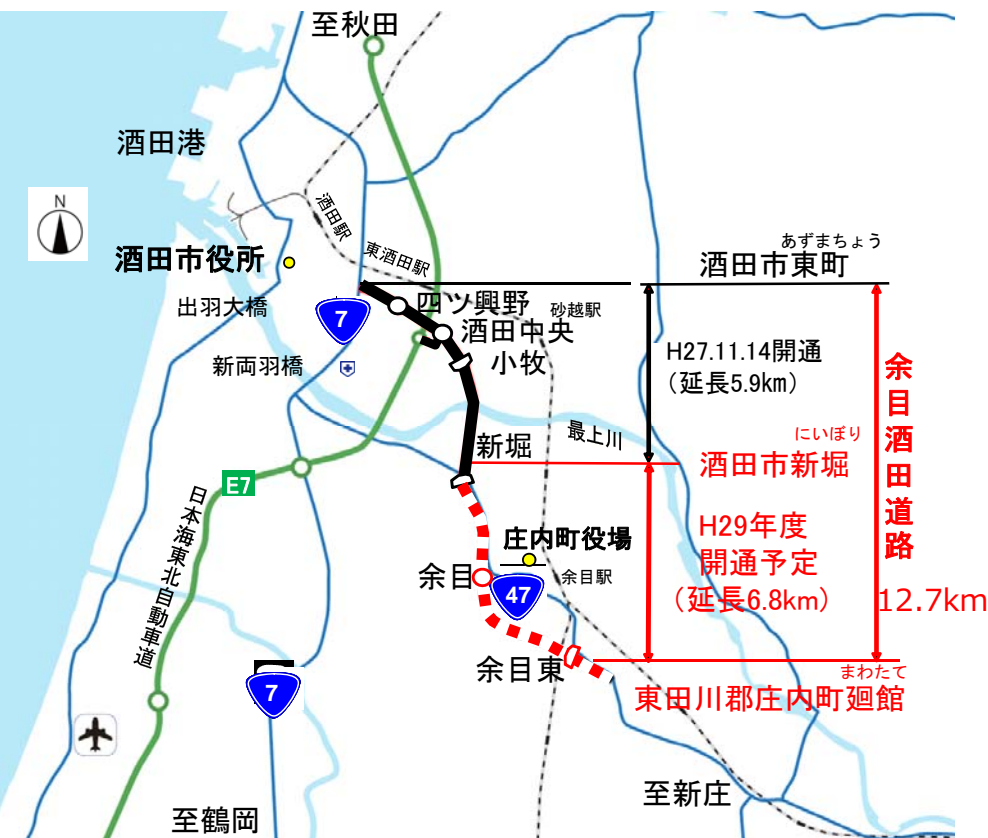 至秋田
酒田港
N
酒田駅
東酒田駅
酒田市役所
あずまちょう
酒田市東町
出羽大橋
7
四ツ興野
砂越駅
酒田中央
小牧
新両羽橋
H27.11.14開通
（延長5.9km）
余目酒田道路
12.7km
新堀
最上川
にいぼり
酒田市新堀
E7
日本海東北自動車道
H29年度
開通予定
（延長6.8km）
庄内町役場
余目
余目駅
47
余目東
まわたて
東田川郡庄内町廻館
7
至新庄
至鶴岡